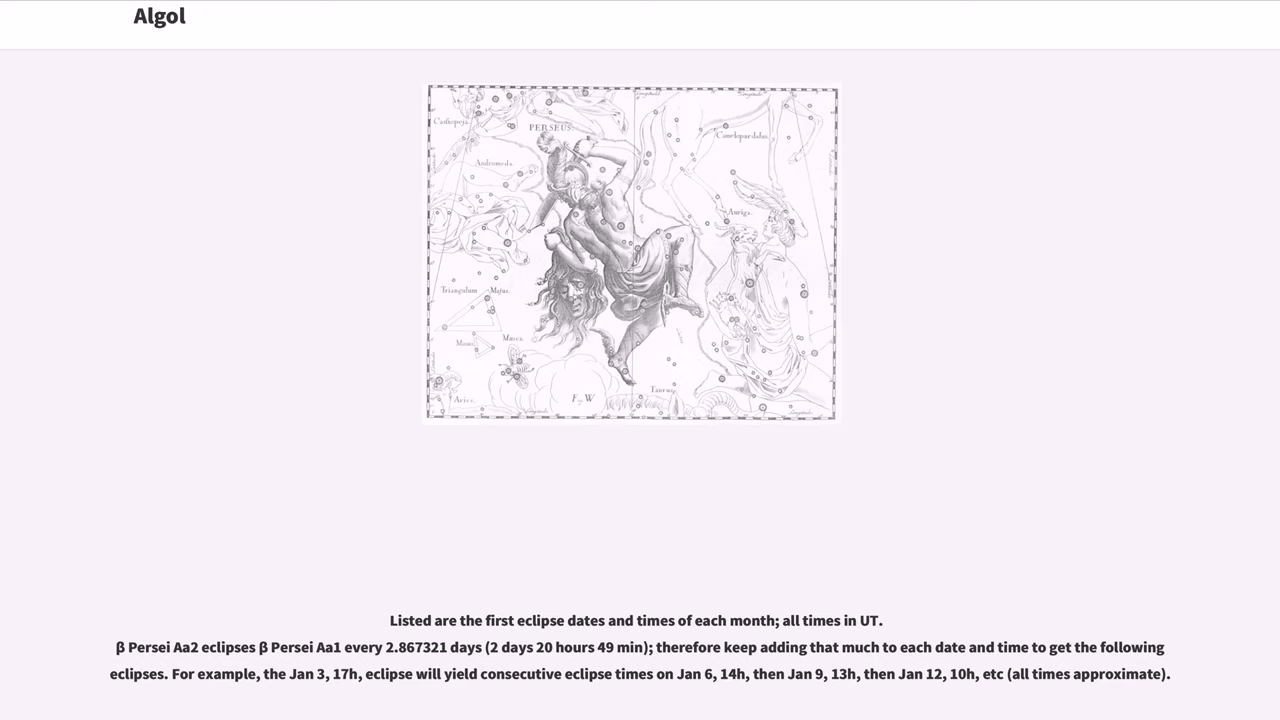 Algol
PERSEUS.
Cassiopeja.
Camelopardalus.
Andromeda.
Auriga.
Triangulum Majus.
Musca.
Taurus.
Aries.
Listed are the first eclipse dates and times of each month; all times in UT.
β Persei Aa2 eclipses β Persei Aa1 every 2.867321 days (2 days 20 hours 49 min); therefore keep adding that much to each date and time to get the following
eclipses. For example, the Jan 3, 17h, eclipse will yield consecutive eclipse times on Jan 6, 14h, then Jan 9, 13h, then Jan 12, 10h, etc (all times approximate).